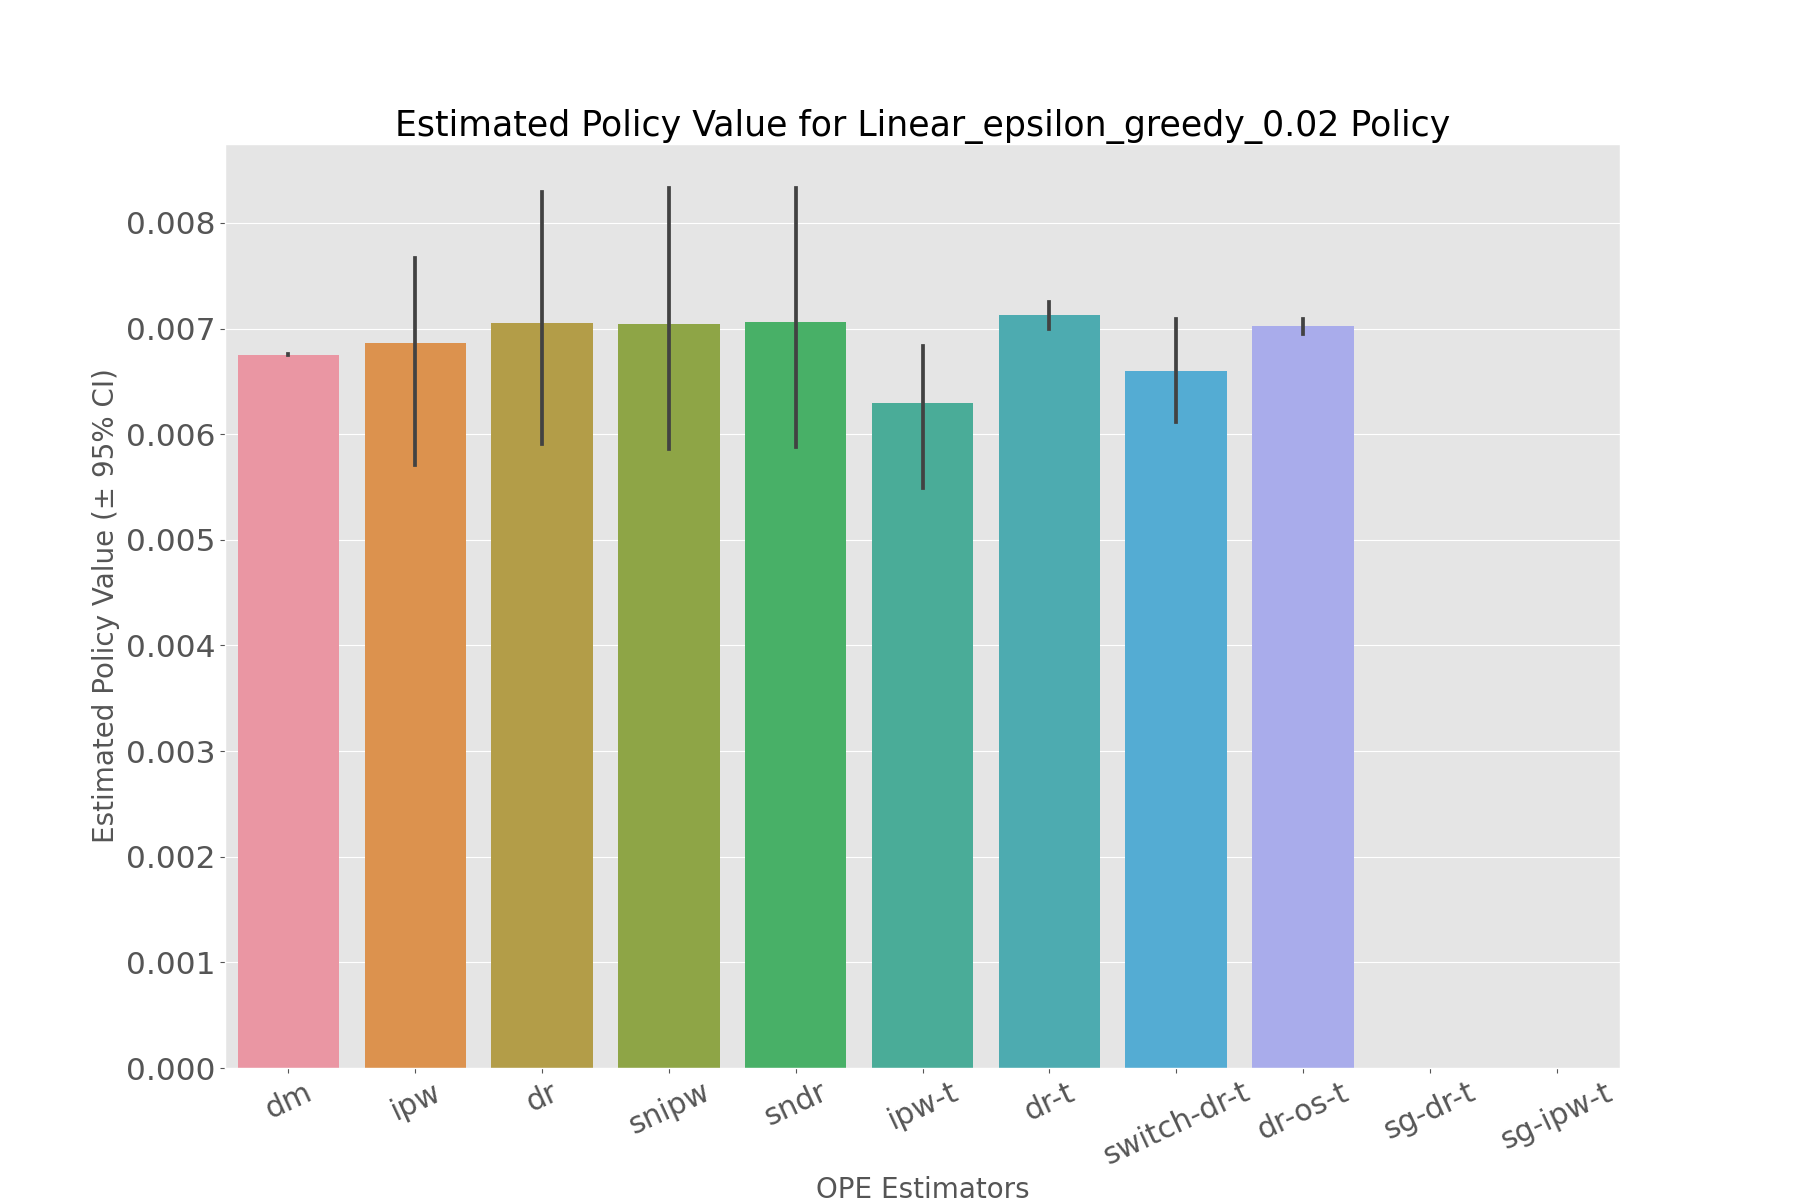 Estimated Policy Value for Linear_epsilon_greedy_0.02 Policy
Estimated Policy Value (± 95% CI)
0.008
0.007
0.006
0.005
0.004
0.003
0.002
0.001
0.000
dm
ipw
dr
snipw
sndr
ipw-t
dr-t
switch-dr-t
dr-os-t
sg-dr-t
sg-ipw-t
OPE Estimators